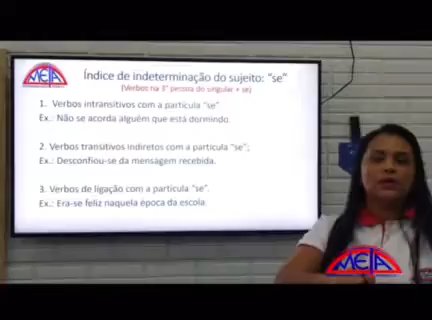 META
Índice de indeterminação do sujeito: "se"
(Verbos na 3ª pessoa do singular + se)
1. Verbos intransitivos com a partícula "se"
Ex.: Não se acorda alguém que está dormindo.
2. Verbos transitivos indiretos com a partícula "se";
Ex.: Desconfiou-se da mensagem recebida.
3. Verbos de ligação com a partícula "se".
Ex.: Era-se feliz naquela época da escola.
META